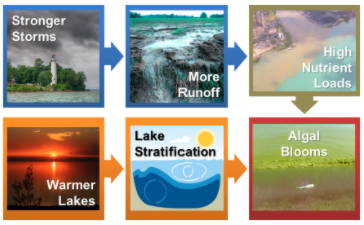 Stronger
Storms
More
Runoff
High
Nutrient
Loads
Warmer
Lakes
Lake
Stratification
Algal
Blooms